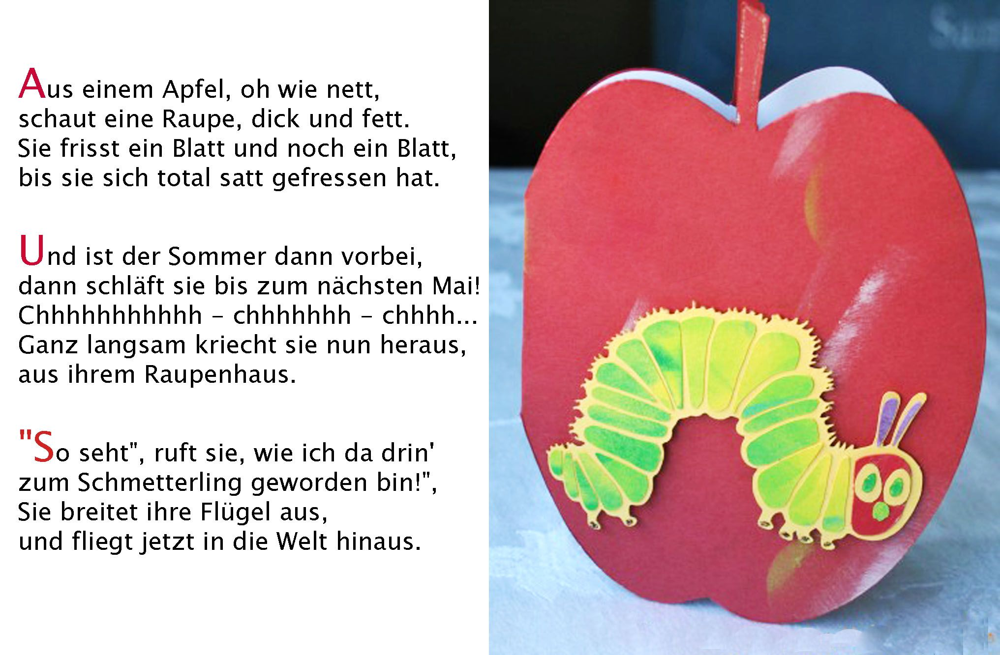 Aus einem Apfel, oh wie nett,
schaut eine Raupe, dick und fett.
Sie frisst ein Blatt und noch ein Blatt,
bis sie sich total satt gefressen hat.
Und ist der Sommer dann vorbei,
dann schläft sie bis zum nächsten Mai!
Chhhhhhhhhhh – chhhhhhh – chhhh...
Ganz langsam kriecht sie nun heraus,
aus ihrem Raupenhaus.
"So seht", ruft sie, wie ich da drin'
zum Schmetterling geworden bin!",
Sie breitet ihre Flügel aus,
und fliegt jetzt in die Welt hinaus.